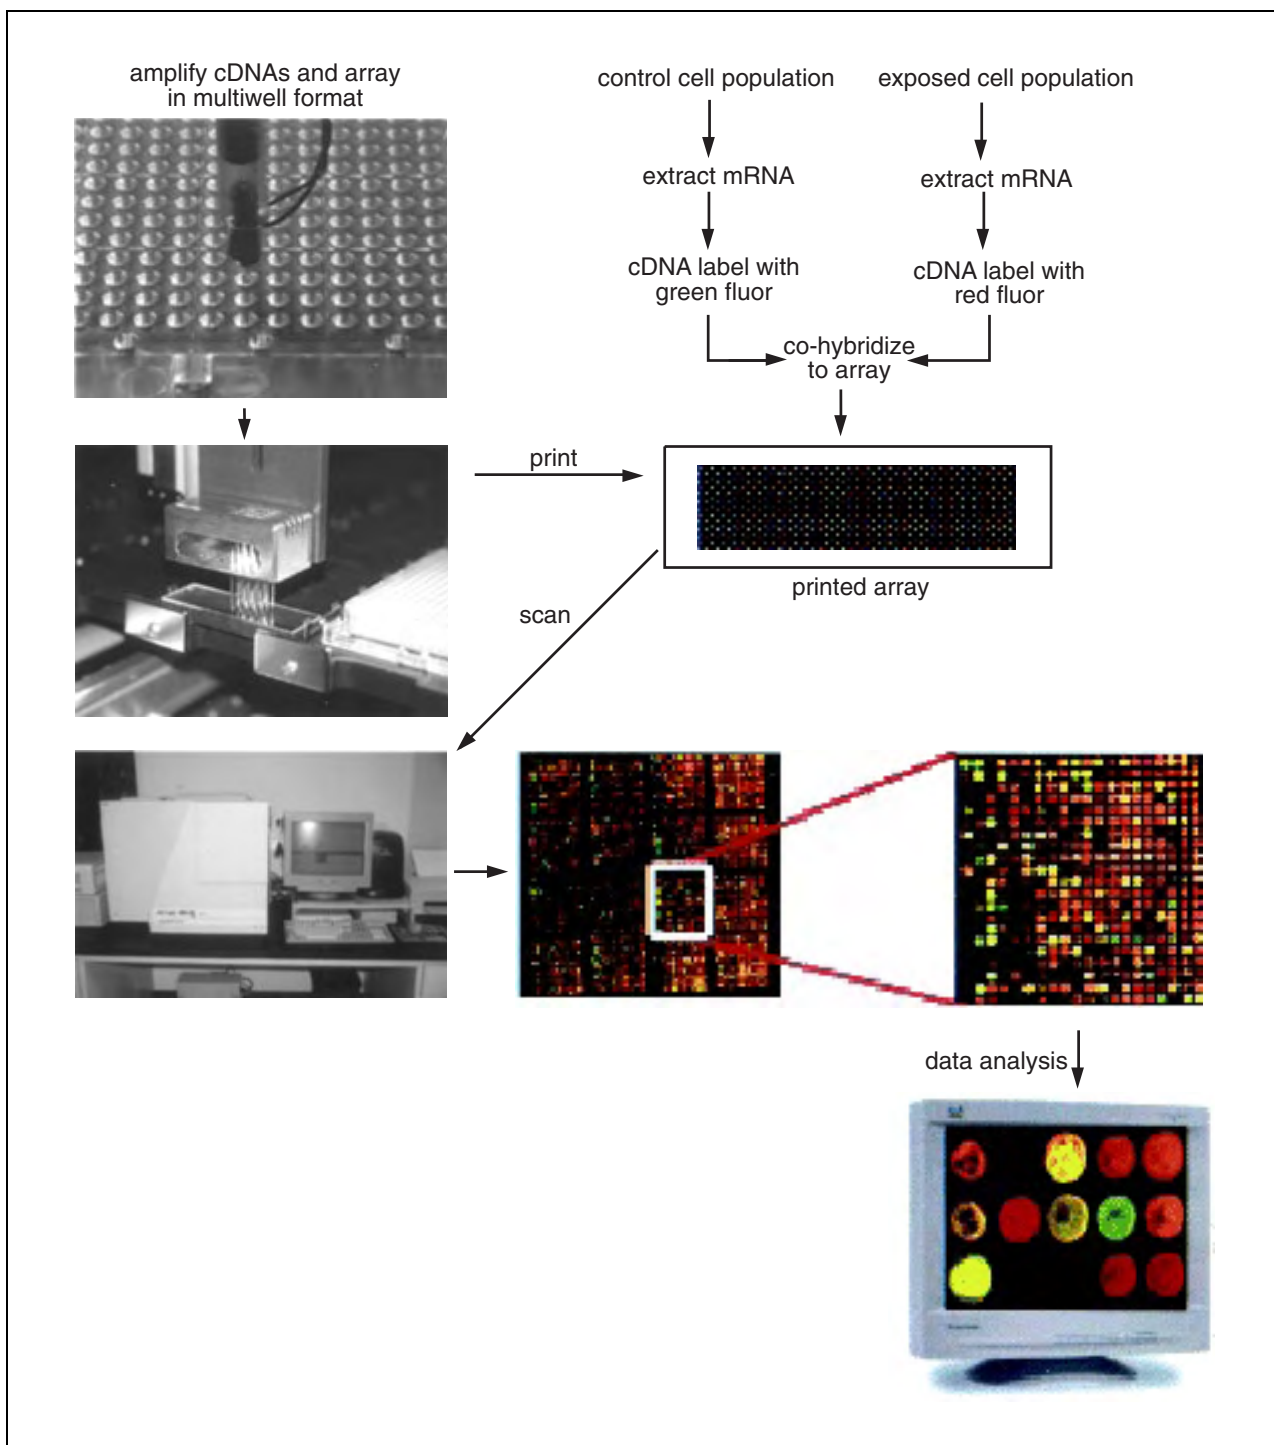 amplify cDNAs and array
in multiwell format
control cell population
exposed cell population
extract mRNA
extract mRNA
cDNA label with
green fluor
cDNA label with
red fluor
co-hybridize
to array
print
printed array
scan
data analysis